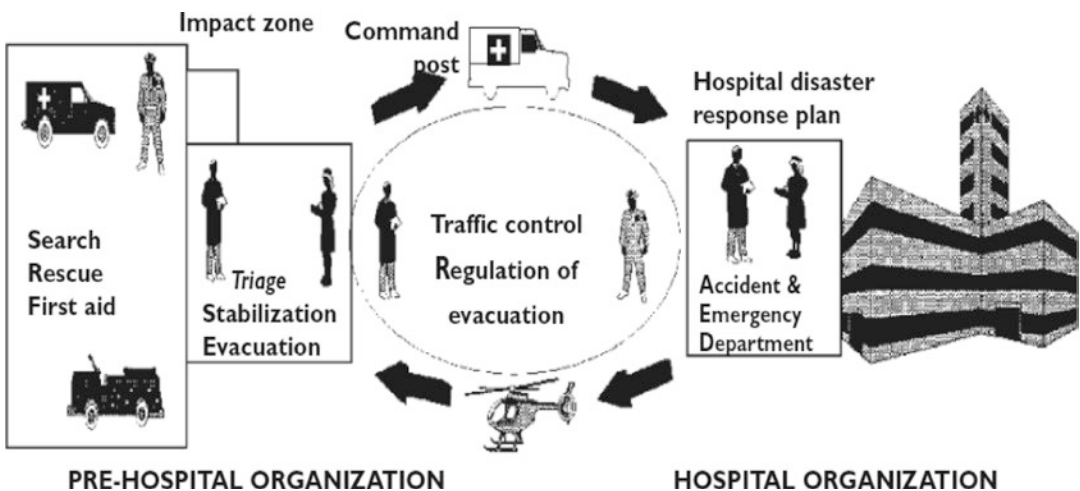 Impact zone
Search
Rescue
First aid
Triage
Stabilization
Evacuation
Command
post
Traffic control
Regulation of
evacuation
Hospital disaster
response plan
Accident &
Emergency
Department
PRE-HOSPITAL ORGANIZATION
HOSPITAL ORGANIZATION